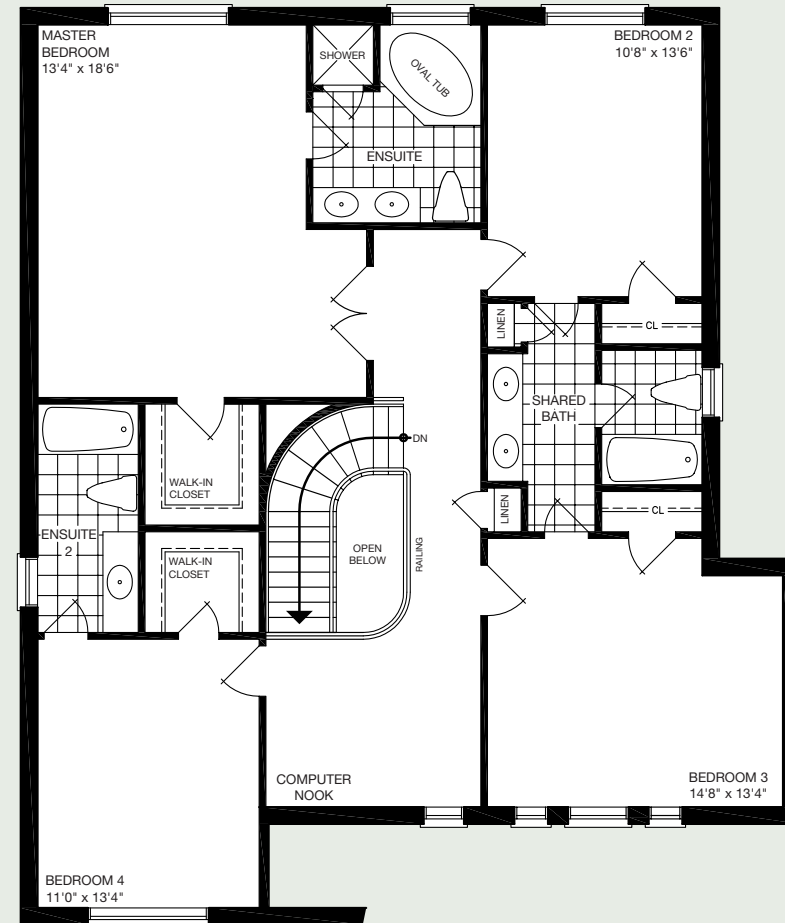 MASTER
BEDROOM
13'4" x 18'6"
SHOWER
OVAL TUB
BEDROOM 2
10'8" x 13'6"
ENSUITE
LINEN
CL
SHARED
BATH
DN
WALK-IN
CLOSET
LINEN
CL
ENSUITE
2
WALK-IN
CLOSET
OPEN
BELOW
RAILING
COMPUTER
NOOK
BEDROOM 3
14'8" x 13'4"
BEDROOM 4
11'0" x 13'4"